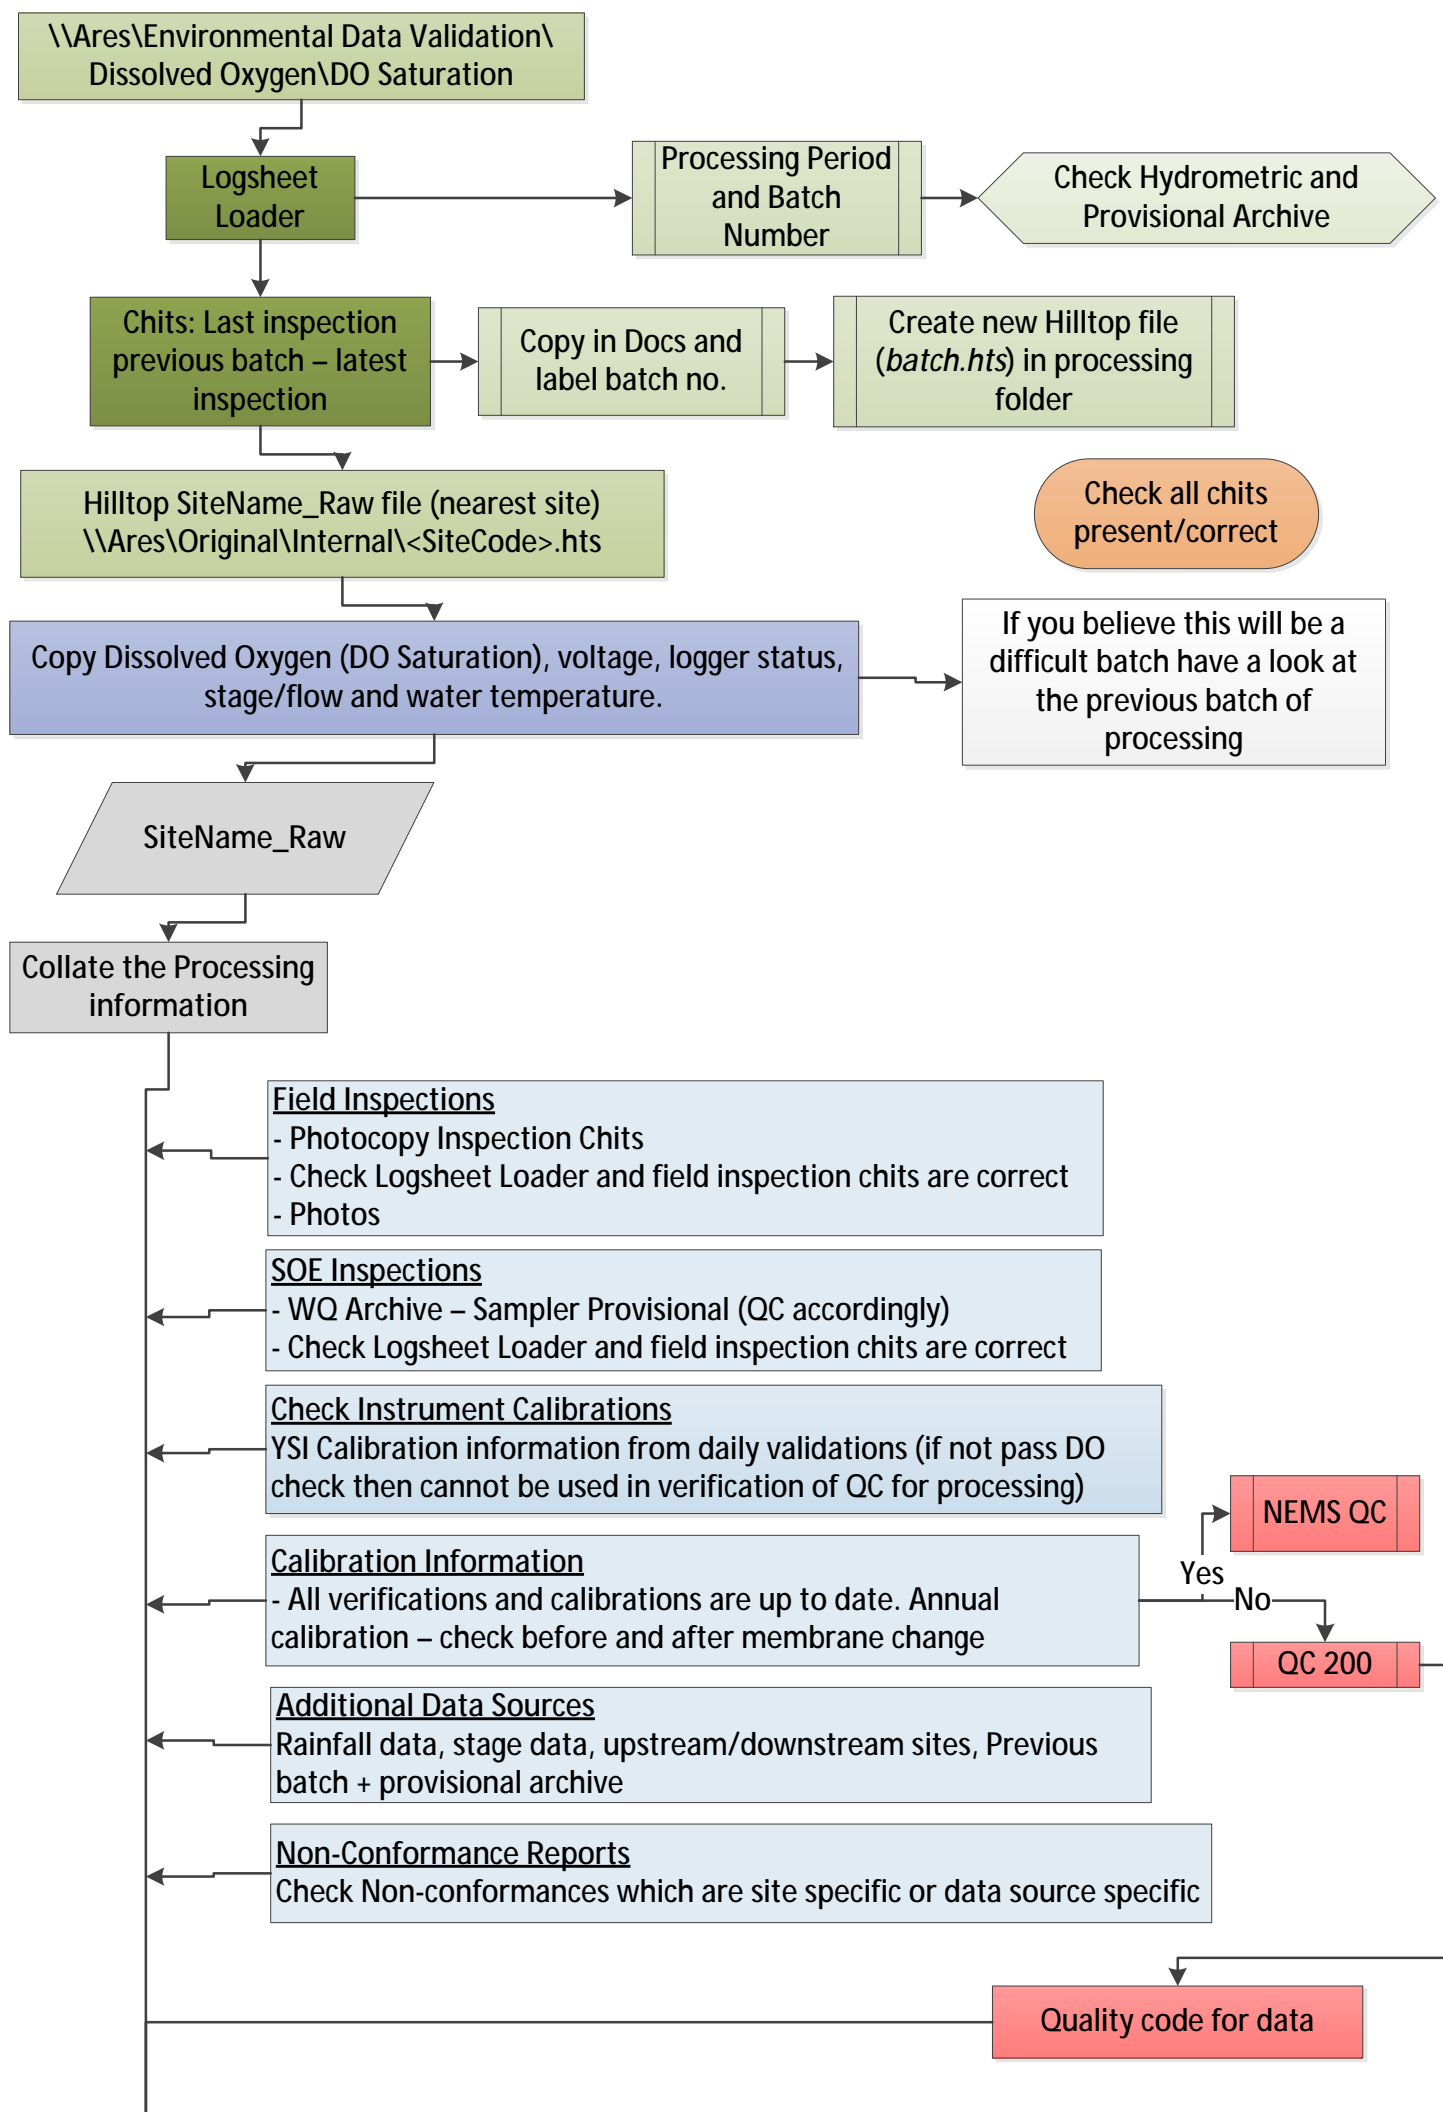 \\Ares\Environmental Data Validation\
Dissolved Oxygen\DO Saturation
Logsheet
Loader
Processing Period
and Batch
Number
Check Hydrometric and
Provisional Archive
Chits: Last inspection
previous batch – latest
inspection
Copy in Docs and
label batch no.
Create new Hilltop file
(batch.hts) in processing
folder
Hilltop SiteName_Raw file (nearest site)
\\Ares\Original\Internal\<SiteCode>.hts
Check all chits
present/correct
Copy Dissolved Oxygen (DO Saturation), voltage, logger status,
stage/flow and water temperature.
If you believe this will be a
difficult batch have a look at
the previous batch of
processing
SiteName_Raw
Collate the Processing
information
Field Inspections
- Photocopy Inspection Chits
- Check Logsheet Loader and field inspection chits are correct
- Photos
SOE Inspections
- WQ Archive – Sampler Provisional (QC accordingly)
- Check Logsheet Loader and field inspection chits are correct
Check Instrument Calibrations
YSI Calibration information from daily validations (if not pass DO
check then cannot be used in verification of QC for processing)
NEMS QC
Calibration Information
- All verifications and calibrations are up to date. Annual
calibration – check before and after membrane change
Yes
No
QC 200
Additional Data Sources
Rainfall data, stage data, upstream/downstream sites, Previous
batch + provisional archive
Non-Conformance Reports
Check Non-conformances which are site specific or data source specific
Quality code for data